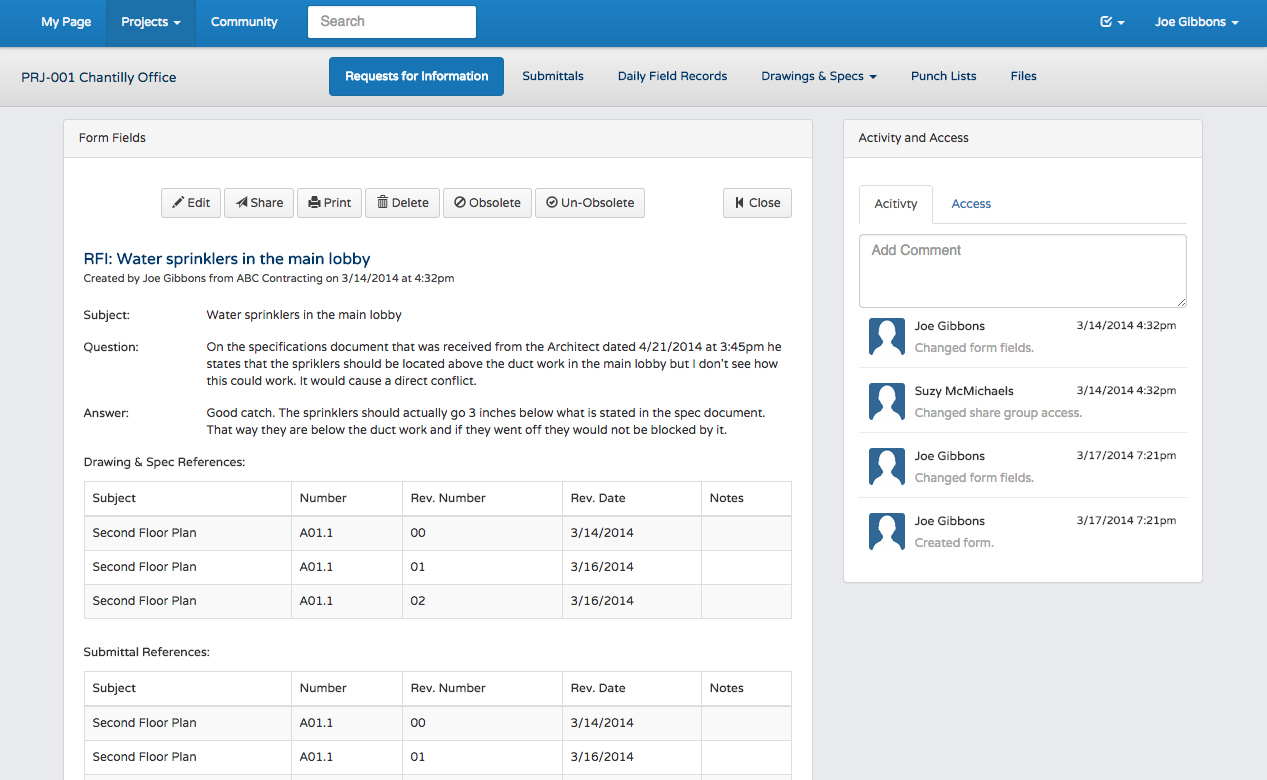 My Page Projects Community Search Joe Gibbons
PRJ-001 Chantilly Office Requests for Information Submittals Daily Field Records Drawings & Specs Punch Lists Files
Form Fields
Edit Share Print Delete Obsolete Un-Obsolete Close
RFI: Water sprinklers in the main lobby
Created by Joe Gibbons from ABC Contracting on 3/14/2014 at 4:32pm
Subject: Water sprinklers in the main lobby
Question: On the specifications document that was received from the Architect dated 4/21/2014 at 3:45pm he
states that the spriklers should be located above the duct work in the main lobby but I don't see how
this could work. It would cause a direct conflict.
Answer: Good catch. The sprinklers should actually go 3 inches below what is stated in the spec document.
That way they are below the duct work and if they went off they would not be blocked by it.
Drawing & Spec References:
Subject Number Rev. Number Rev. Date Notes
Second Floor Plan A01.1 00 3/14/2014
Second Floor Plan A01.1 01 3/16/2014
Second Floor Plan A01.1 02 3/16/2014
Submittal References:
Subject Number Rev. Number Rev. Date Notes
Second Floor Plan A01.1 00 3/14/2014
Second Floor Plan A01.1 01 3/16/2014
Activity and Access
Acitivty Access
Add Comment
Joe Gibbons 3/14/2014 4:32pm
Changed form fields.
Suzy McMichaels 3/14/2014 4:32pm
Changed share group access.
Joe Gibbons 3/17/2014 7:21pm
Changed form fields.
Joe Gibbons 3/17/2014 7:21pm
Created form.